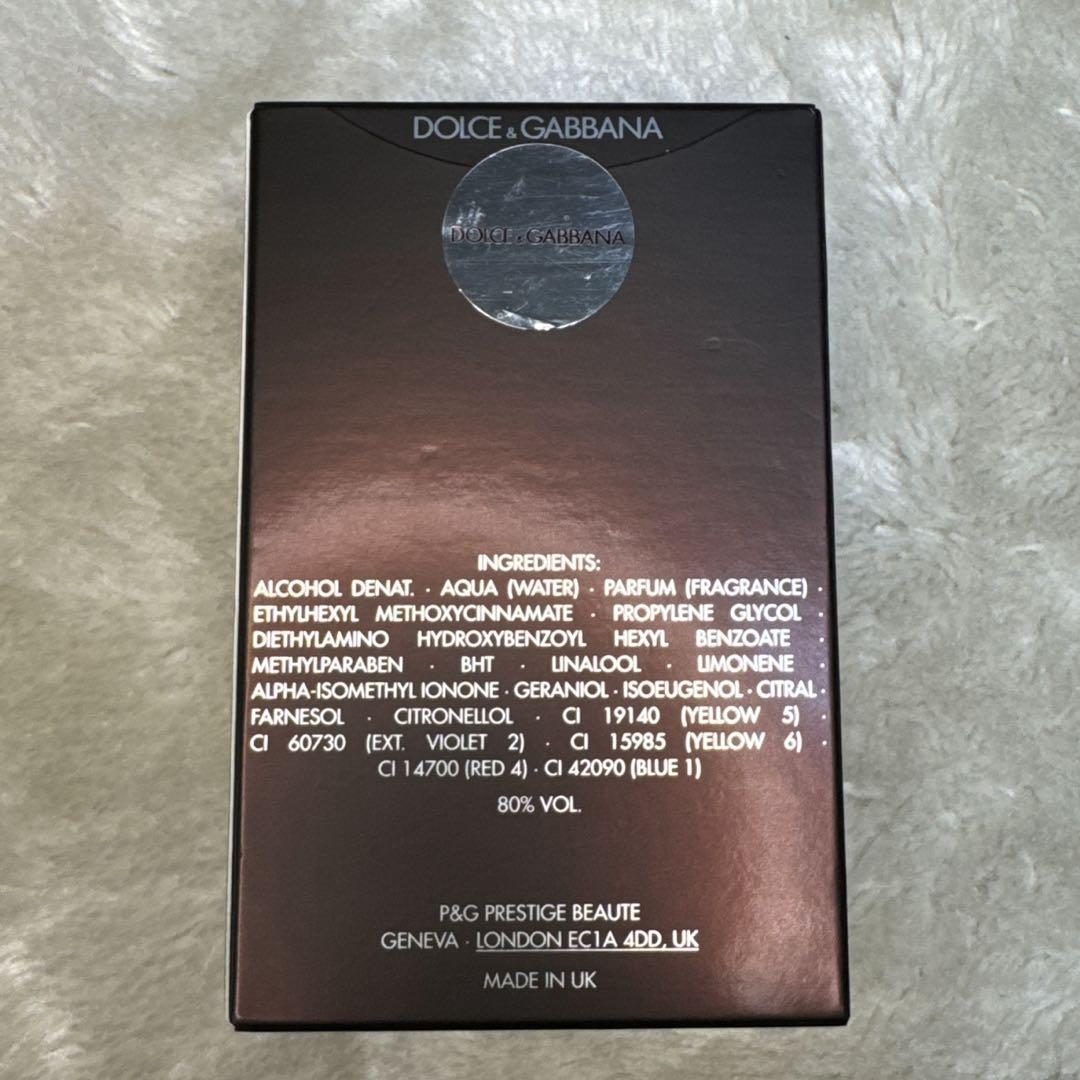 DOLCE & GABBANA
DOLCE & GABBANA
INGREDIENTS:
ALCOHOL DENAT. · AQUA (WATER) · PARFUM (FRAGRANCE) ·
ETHYLHEXYL METHOXYCINNAMATE · PROPYLENE GLYCOL ·
DIETHYLAMINO HYDROXYBENZOYL HEXYL BENZOATE ·
METHYLPARABEN · BHT · LINALOOL · LIMONENE ·
ALPHA-ISOMETHYL IONONE · GERANIOL · ISOEUGENOL · CITRAL ·
FARNESOL · CITRONELLOL · CI 19140 (YELLOW 5) ·
CI 60730 (EXT. VIOLET 2) · CI 15985 (YELLOW 6) ·
CI 14700 (RED 4) · CI 42090 (BLUE 1)
80% VOL.
P&G PRESTIGE BEAUTE
GENEVA · LONDON EC1A 4DD, UK
MADE IN UK